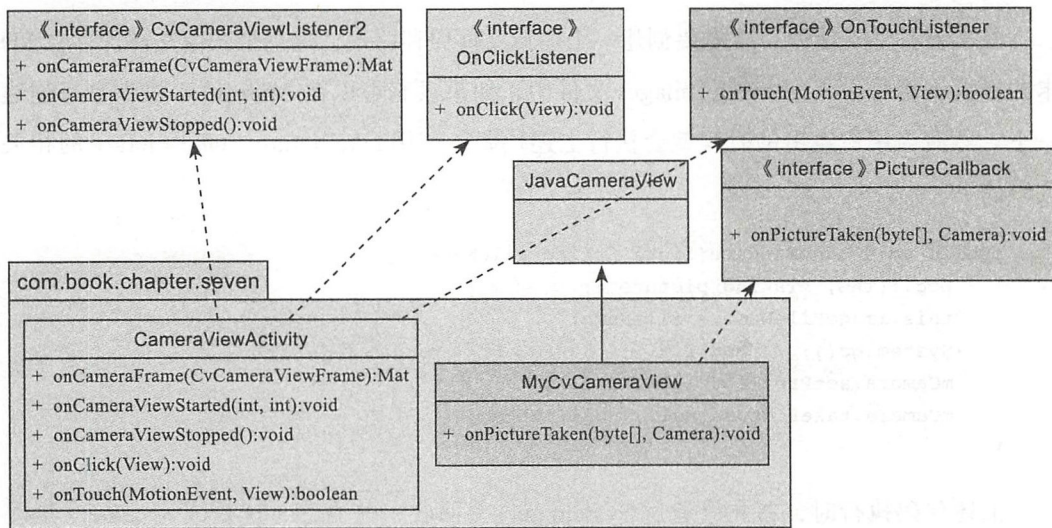 《 interface 》 CvCameraViewListener2
+ onCameraFrame(CvCameraViewFrame):Mat
+ onCameraViewStarted(int, int):void
+ onCameraViewStopped():void
《 interface 》
OnClickListener
+ onClick(View):void
《 interface 》 OnTouchListener
+ onTouch(MotionEvent, View):boolean
JavaCameraView
《 interface 》 PictureCallback
+ onPictureTaken(byte[], Camera):void
com.book.chapter.seven
CameraViewActivity
+ onCameraFrame(CvCameraViewFrame):Mat
+ onCameraViewStarted(int, int):void
+ onCameraViewStopped():void
+ onClick(View):void
+ onTouch(MotionEvent, View):boolean
MyCvCameraView
+ onPictureTaken(byte[], Camera):void